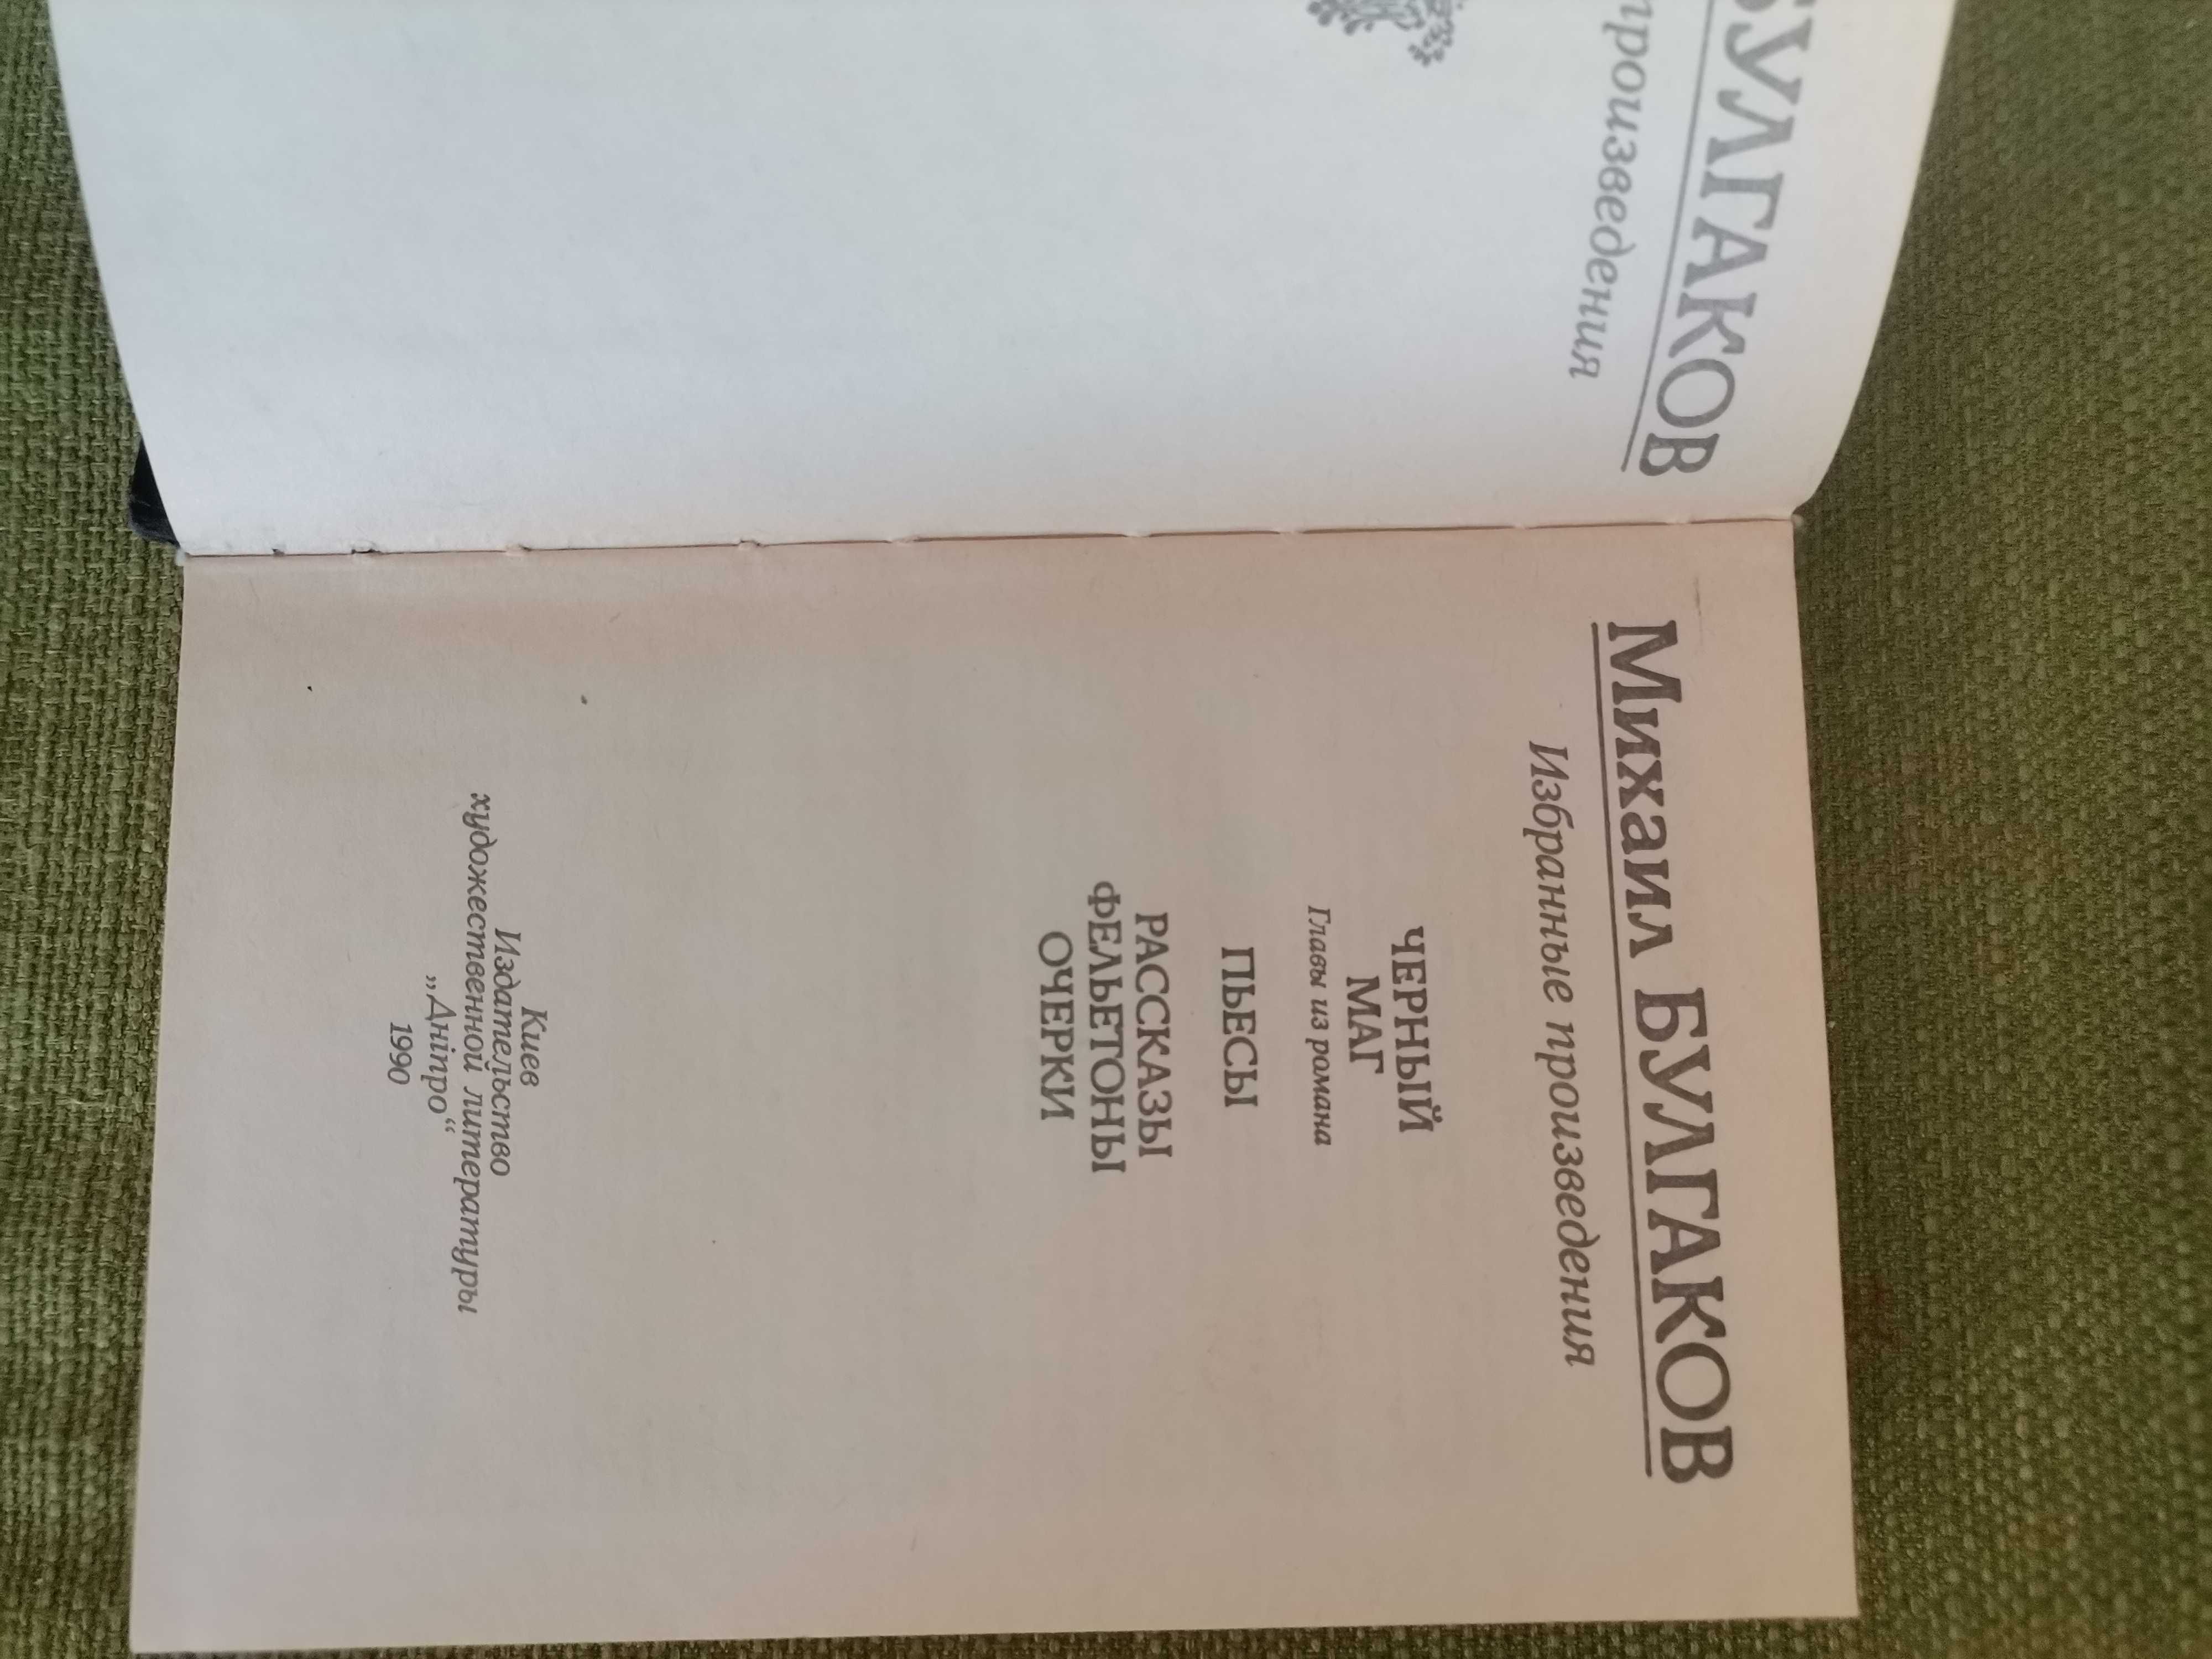 БУЛГАКОВ
произведения
Михаил БУЛГАКОВ
Избранные произведения
ЧЕРНЫЙ
МАГ
Главы из романа
ПЬЕСЫ
РАССКАЗЫ
ФЕЛЬЕТОНЫ
ОЧЕРКИ
Киев
Издательство
художественной литературы
„Дніпро“
1990